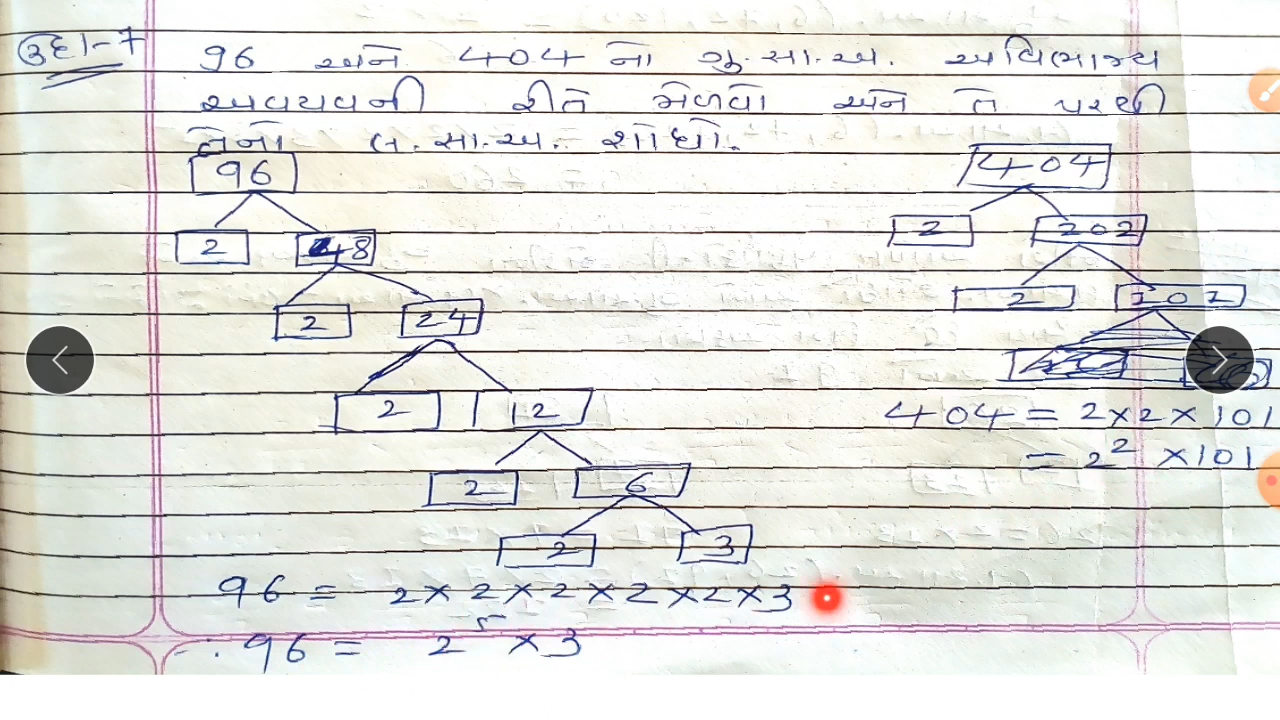 ઉદા-7 96 અને 404 ના ગુ.સા.અ. અવિભાજ્ય
અવયવની રીતે મેળવો અને તે પરથી
તેનો લ.સા.અ. શોધો.
96
404
2 48
2 202
2 24
2 101
2 12
404 = 2×2×101
= 2² ×101
2 6
2 3
96 = 2×2×2×2×2×3
∴ 96 = 2⁵ ×3